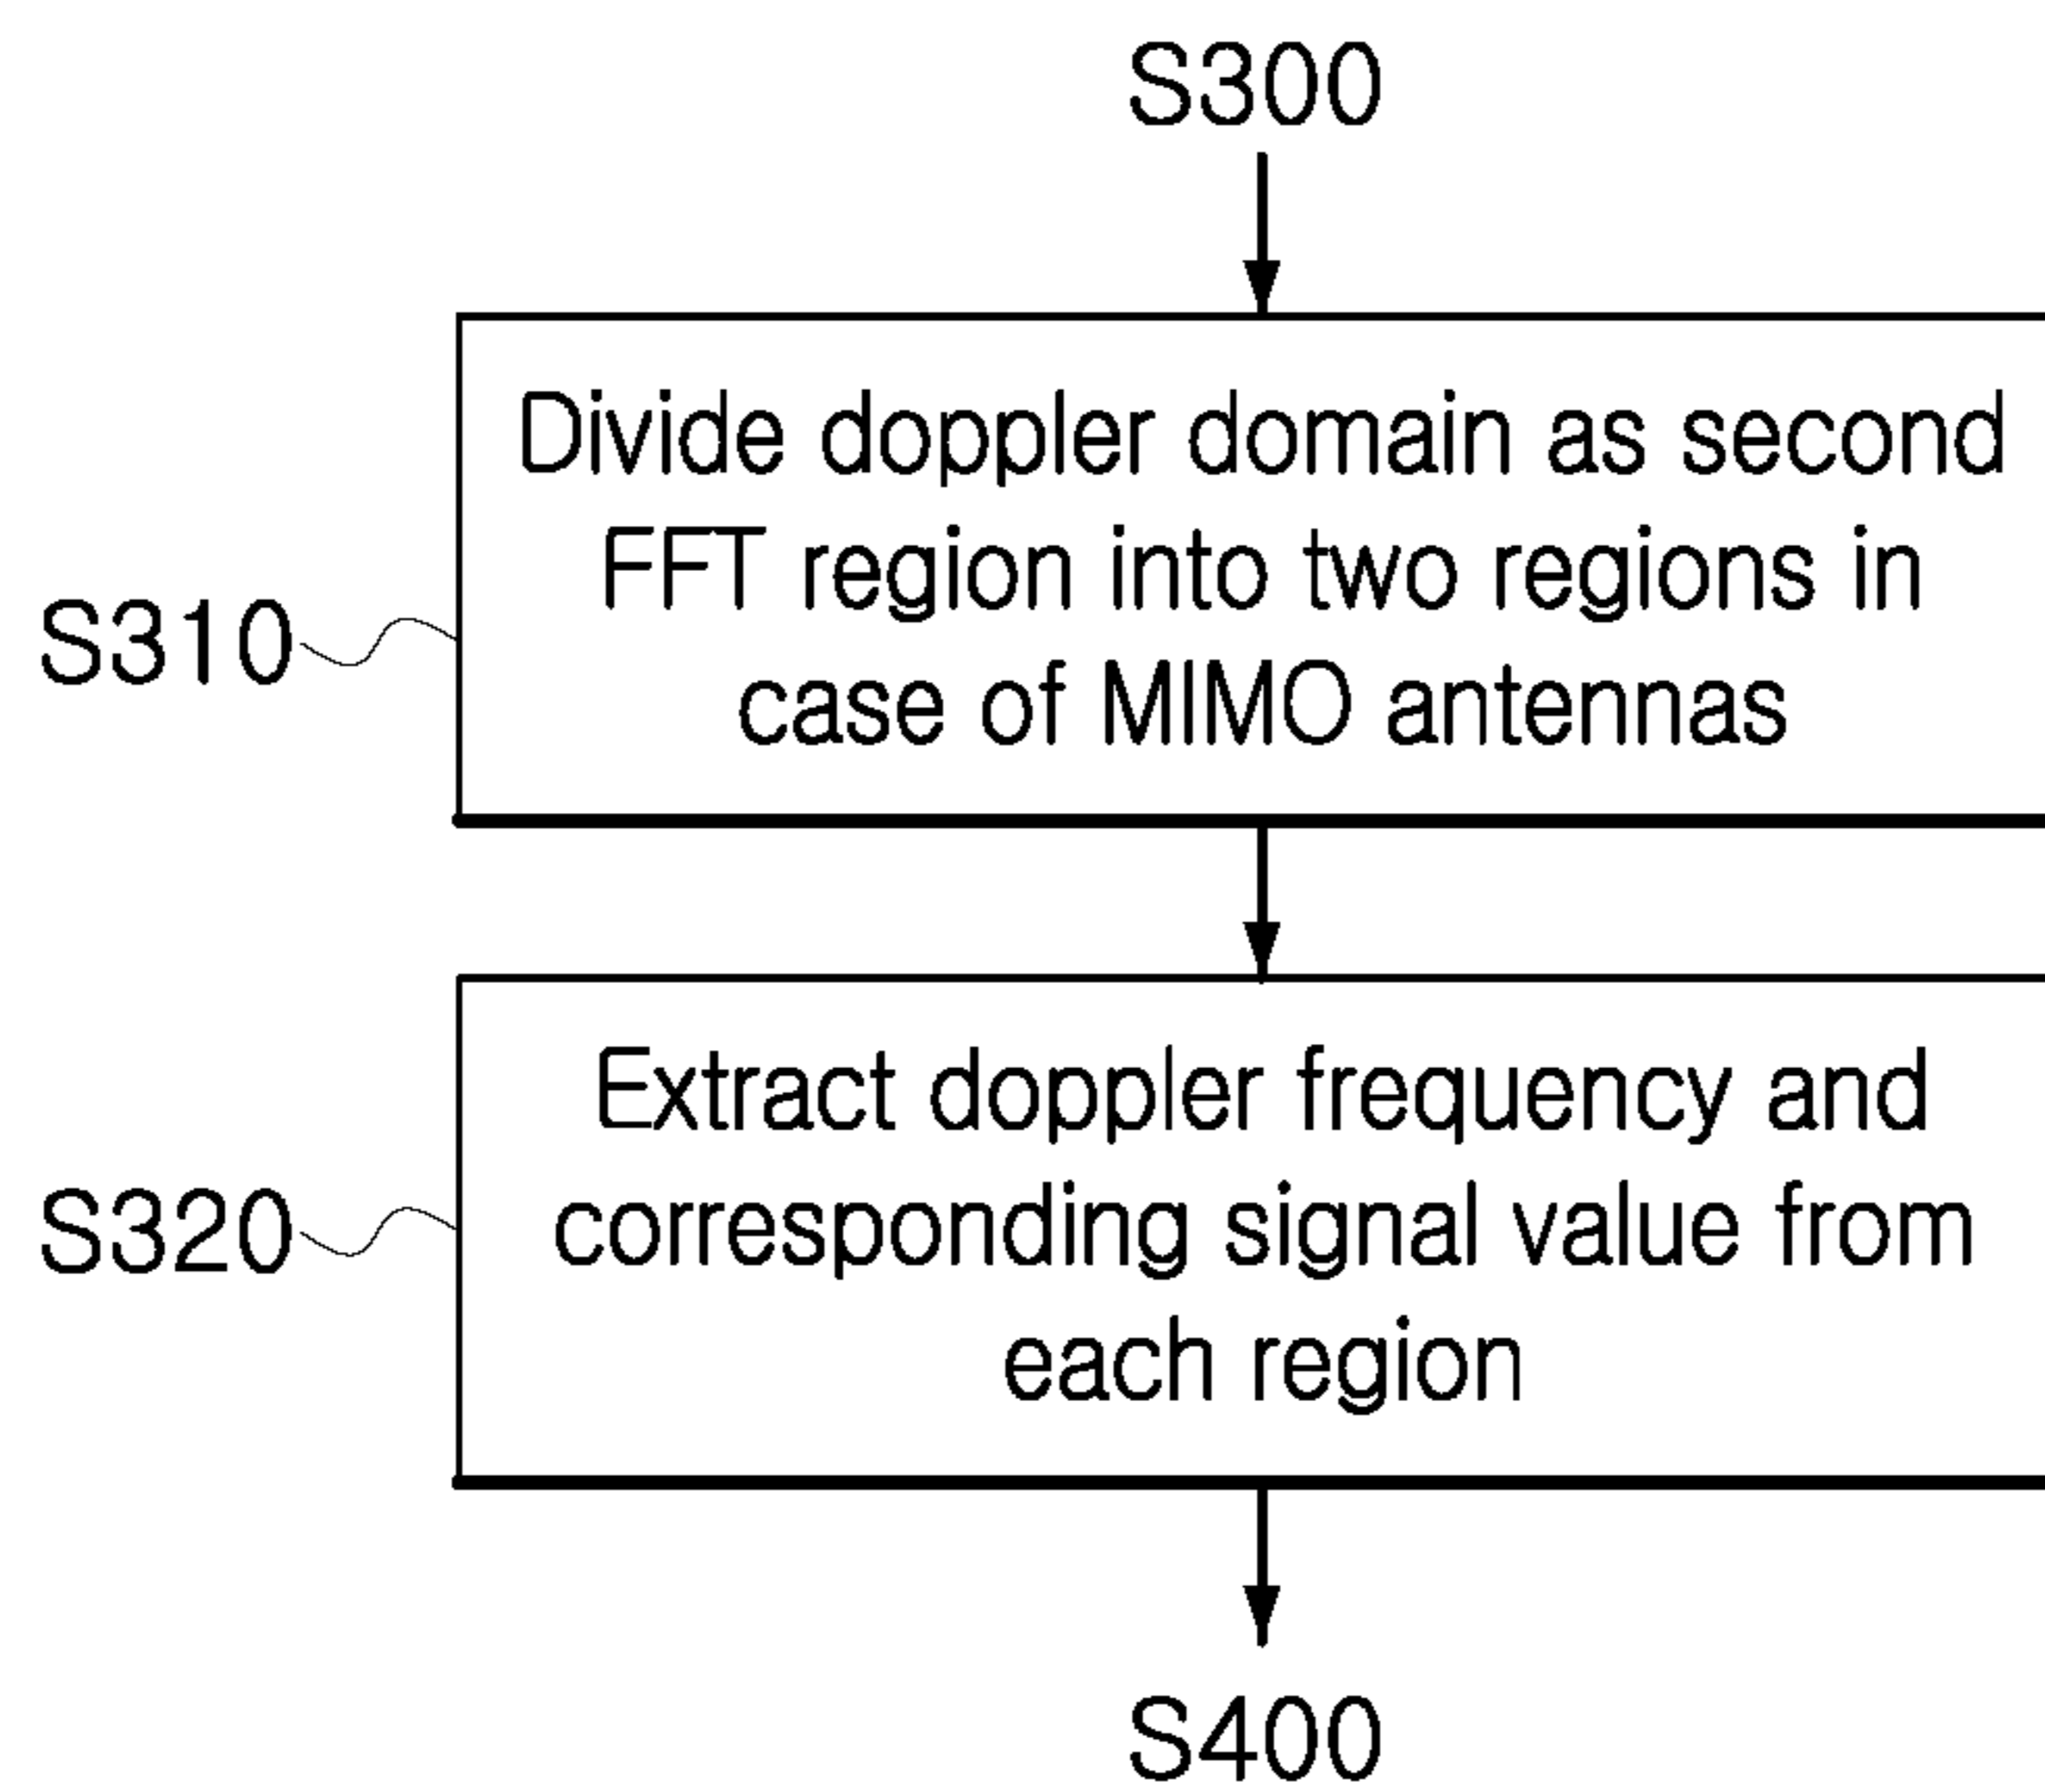 S300
Divide doppler domain as second
FFT region into two regions in
case of MIMO antennas
S310
Extract doppler frequency and
corresponding signal value from
each region
S320
S400